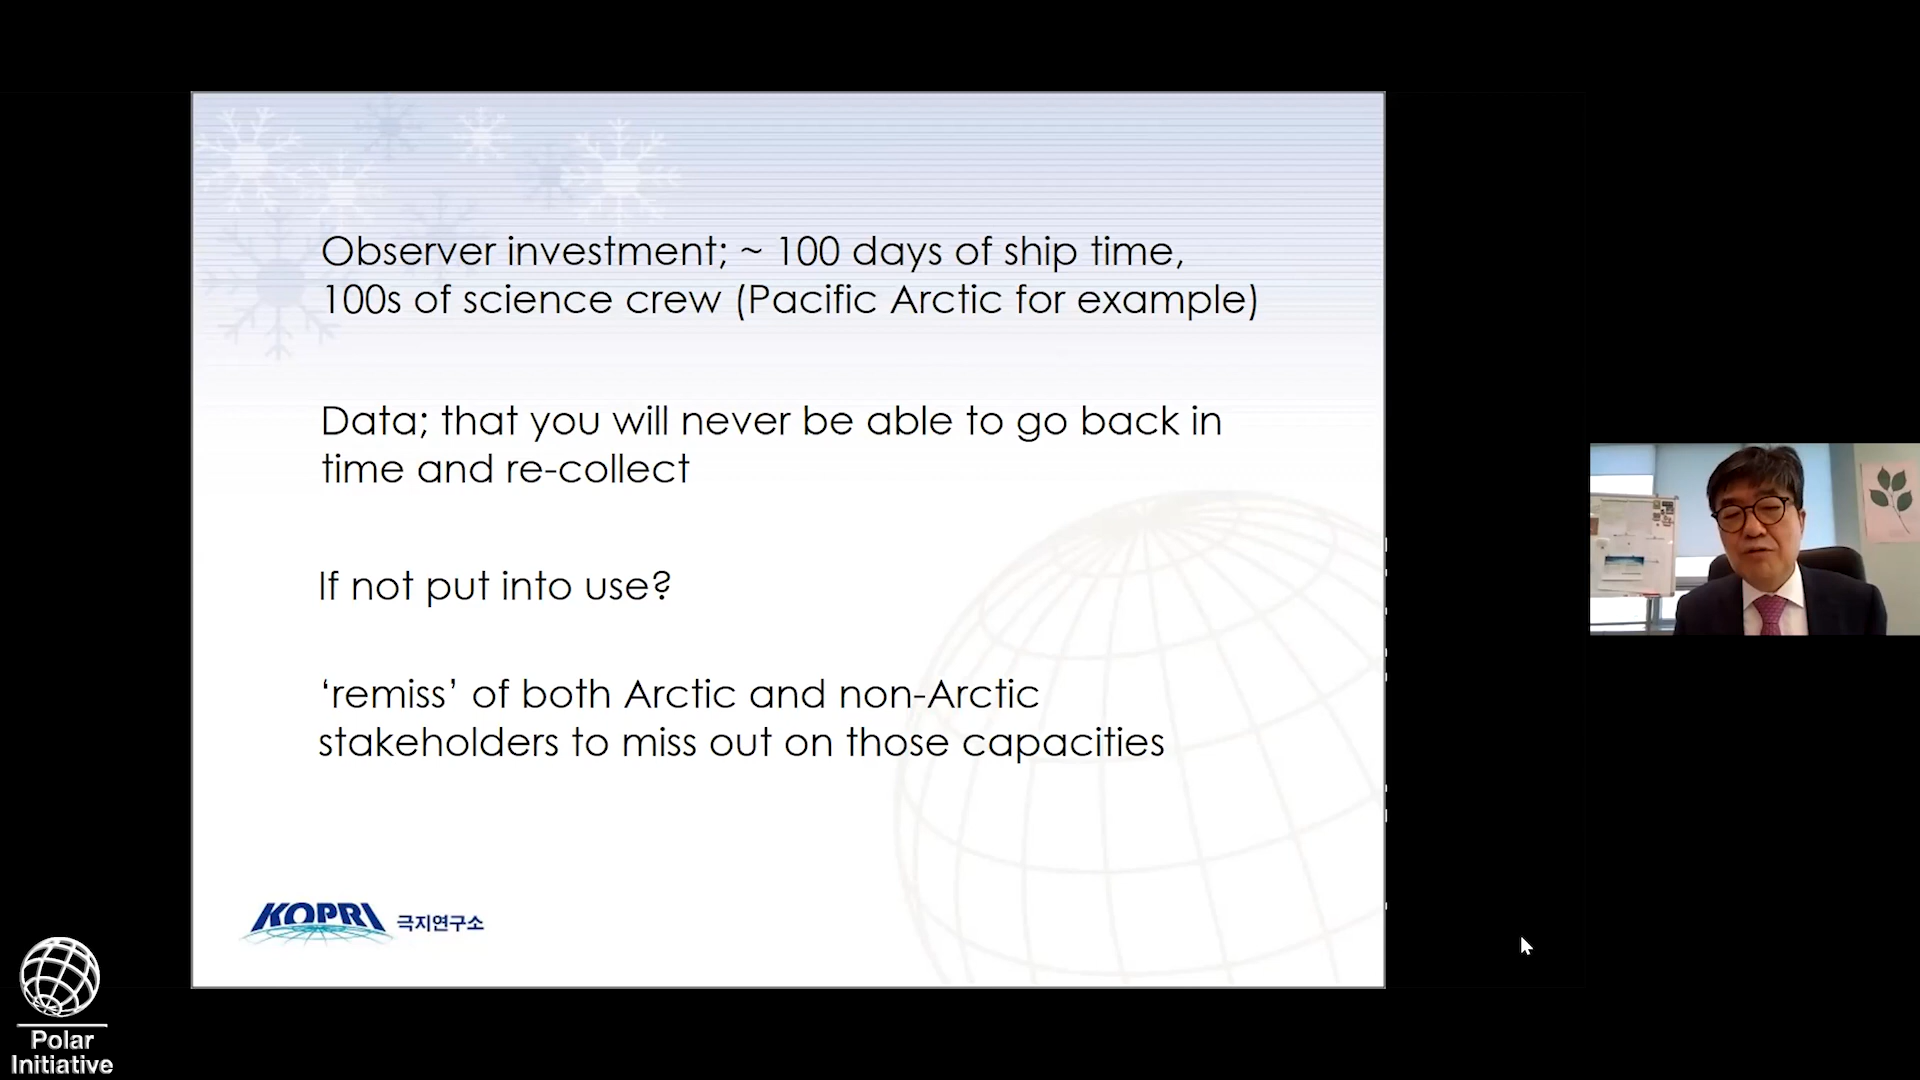 Observer investment; ~ 100 days of ship time,
100s of science crew (Pacific Arctic for example)
Data; that you will never be able to go back in
time and re-collect
If not put into use?
‘remiss’ of both Arctic and non-Arctic
stakeholders to miss out on those capacities
KOPRI 극지연구소
Polar
Initiative